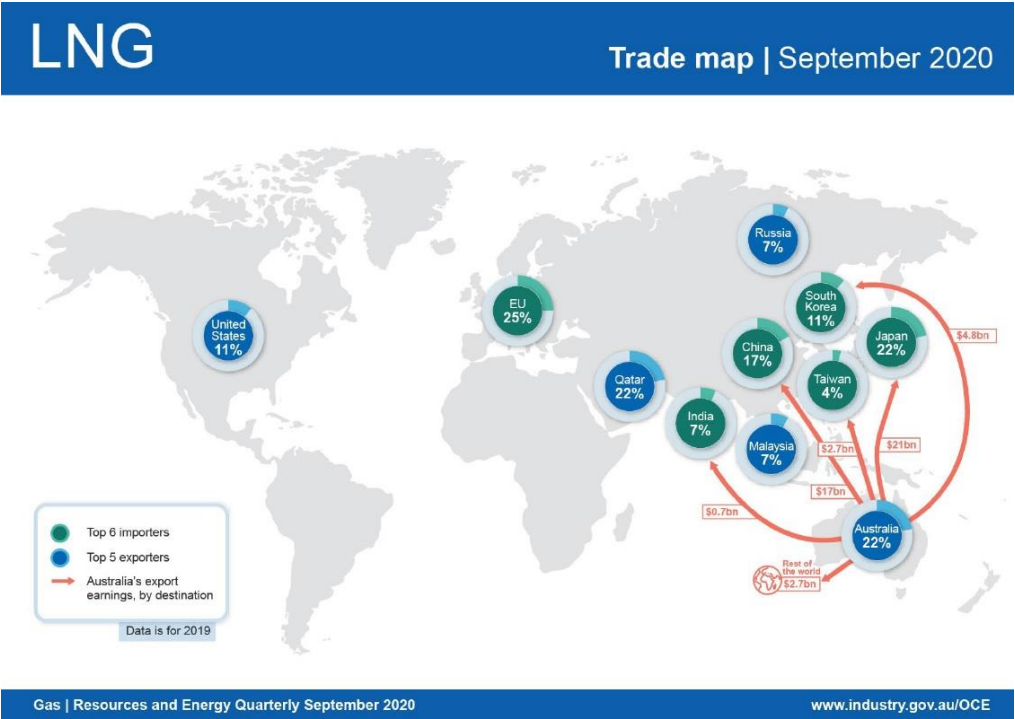 LNG
Trade map | September 2020
Russia
7%
South
Korea
11%
EU
25%
United
States
11%
Japan
22%
$4.8bn
China
17%
Qatar
22%
Taiwan
4%
India
7%
Malaysia
7%
$2.7bn
$21bn
$17bn
$0.7bn
Australia
22%
Rest of
the world
$2.7bn
Top 6 importers
Top 5 exporters
Australia's export
earnings, by destination
Data is for 2019
Gas | Resources and Energy Quarterly September 2020
www.industry.gov.au/OCE